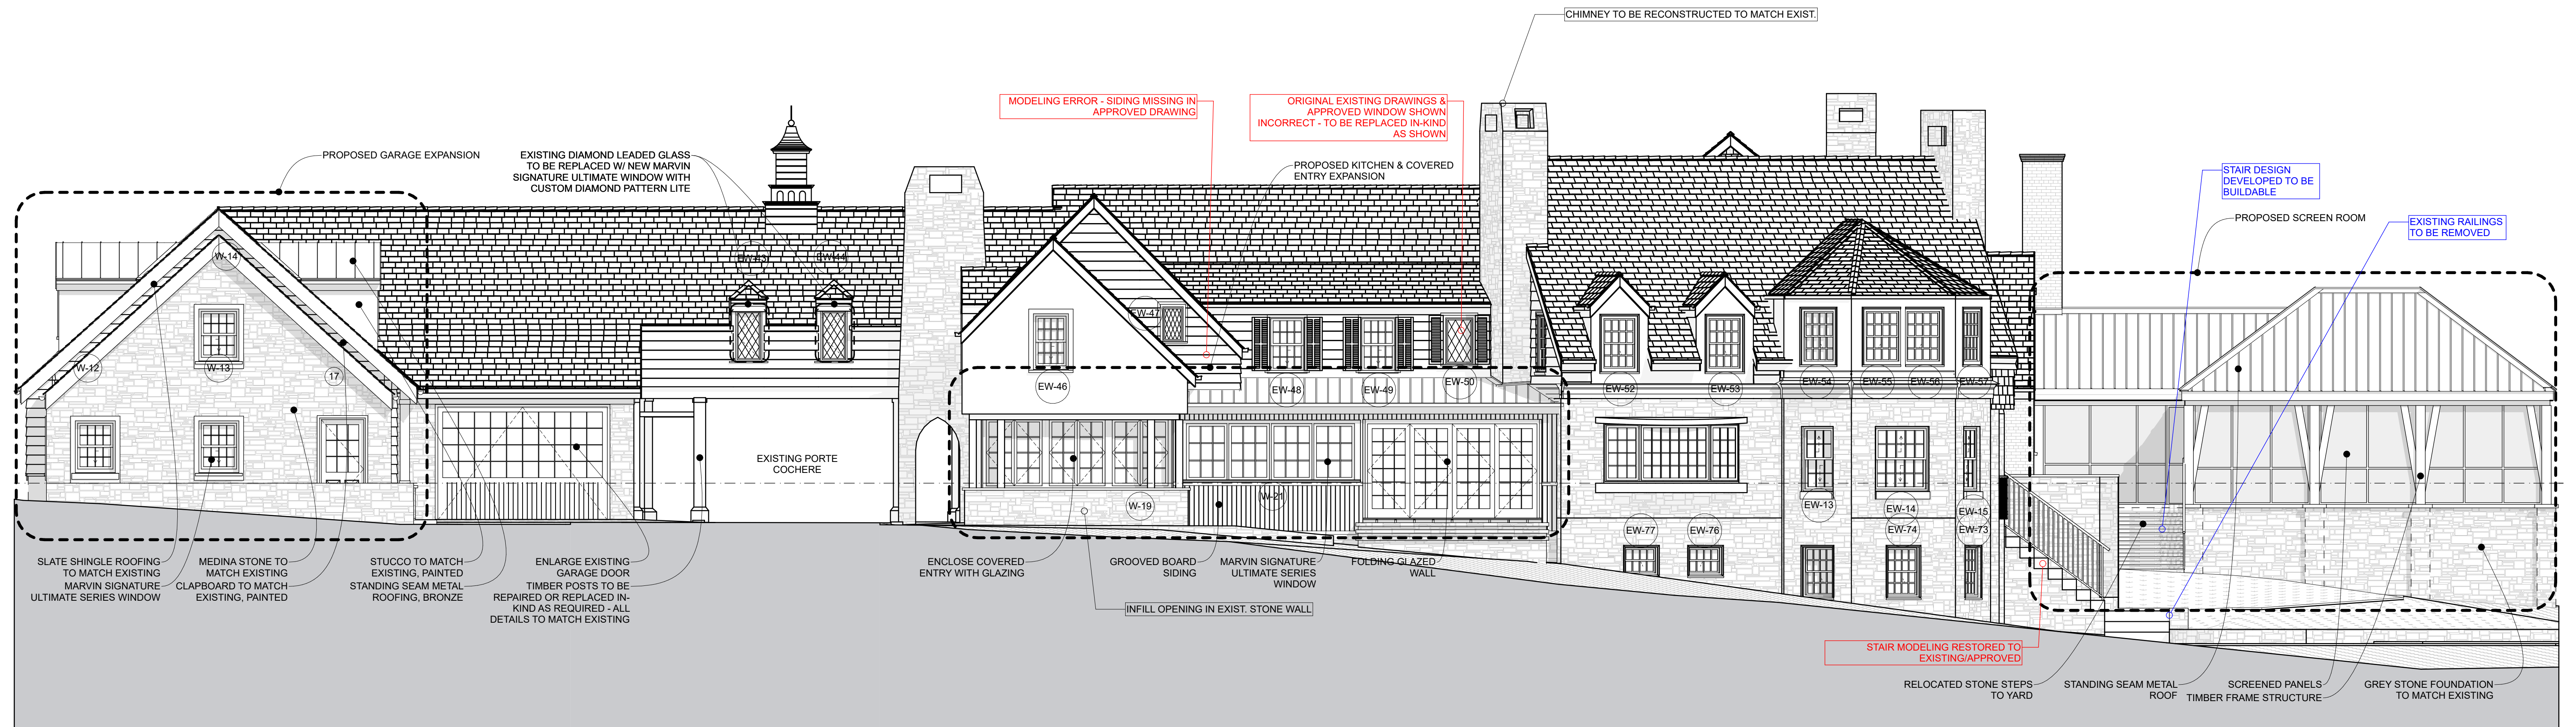 CHIMNEY TO BE RECONSTRUCTED TO MATCH EXIST.
MODELING ERROR - SIDING MISSING IN
APPROVED DRAWING
ORIGINAL EXISTING DRAWINGS &
APPROVED WINDOW SHOWN
INCORRECT - TO BE REPLACED IN-KIND
AS SHOWN
PROPOSED GARAGE EXPANSION
EXISTING DIAMOND LEADED GLASS
TO BE REPLACED W/ NEW MARVIN
SIGNATURE ULTIMATE WINDOW WITH
CUSTOM DIAMOND PATTERN LITE
PROPOSED KITCHEN & COVERED
ENTRY EXPANSION
STAIR DESIGN
DEVELOPED TO BE
BUILDABLE
PROPOSED SCREEN ROOM
EXISTING RAILINGS
TO BE REMOVED
W-14
EW-43
EW-44
EW-47
W-12
W-13
17
EW-46
EW-48
EW-49
EW-50
EW-52
EW-53
EW-54
EW-55
EW-56
EW-57
EXISTING PORTE
COCHERE
W-19
W-21
EW-13
EW-14
EW-15
EW-77
EW-76
EW-74
EW-73
SLATE SHINGLE ROOFING
TO MATCH EXISTING
MARVIN SIGNATURE
ULTIMATE SERIES WINDOW
MEDINA STONE TO
MATCH EXISTING
CLAPBOARD TO MATCH
EXISTING, PAINTED
STUCCO TO MATCH
EXISTING, PAINTED
STANDING SEAM METAL
ROOFING, BRONZE
ENLARGE EXISTING
GARAGE DOOR
TIMBER POSTS TO BE
REPAIRED OR REPLACED IN-
KIND AS REQUIRED - ALL
DETAILS TO MATCH EXISTING
ENCLOSE COVERED
ENTRY WITH GLAZING
GROOVED BOARD
SIDING
MARVIN SIGNATURE
ULTIMATE SERIES
WINDOW
FOLDING GLAZED
WALL
INFILL OPENING IN EXIST. STONE WALL
STAIR MODELING RESTORED TO
EXISTING/APPROVED
RELOCATED STONE STEPS
TO YARD
STANDING SEAM METAL
ROOF
SCREENED PANELS
TIMBER FRAME STRUCTURE
GREY STONE FOUNDATION
TO MATCH EXISTING